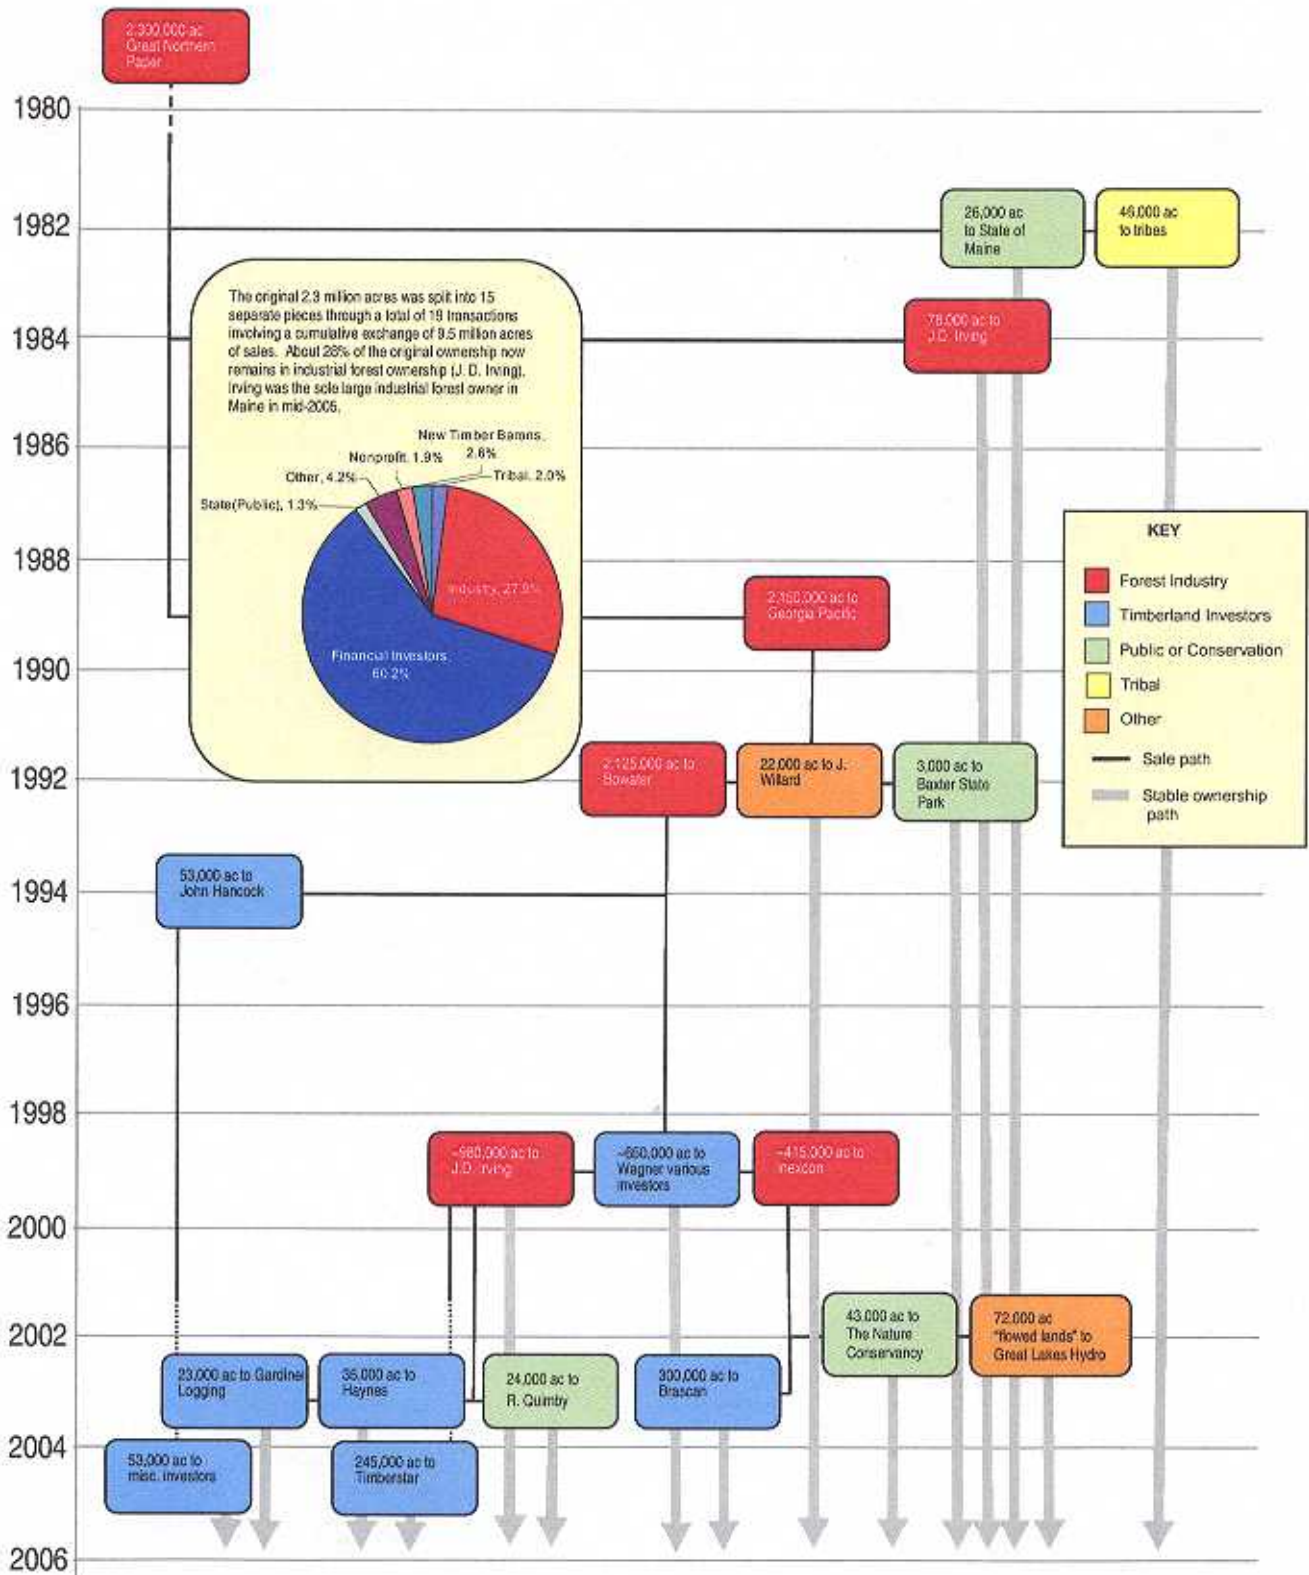 2,300,000 ac
Great Northern
Paper
1980
1982
26,000 ac
to State of
Maine
46,000 ac
to tribes
The original 2.3 million acres was split into 15
separate pieces through a total of 19 transactions
involving a cumulative exchange of 9.5 million acres
of sales. About 28% of the original ownership now
remains in industrial forest ownership (J. D. Irving).
Irving was the sole large industrial forest owner in
Maine in mid-2005.
1984
78,000 ac to
J.D. Irving
1986
New Timber Barons,
2.6%
Nonprofit, 1.9%
Other, 4.2%
Tribal, 2.0%
State(Public), 1.3%
Industry, 27.9%
Financial Investors
60.2%
KEY
Forest Industry
Timberland Investors
Public or Conservation
Tribal
Other
Sale path
Stable ownership
path
1988
2,150,000 ac to
Georgia Pacific
1990
1992
2,125,000 ac to
Bowater
22,000 ac to J.
Willard
3,000 ac to
Baxter State
Park
53,000 ac to
John Hancock
1994
1996
1998
~980,000 ac to
J.D. Irving
~650,000 ac to
Wagner various
investors
~415,000 ac to
Inexcon
2000
2002
43,000 ac to
The Nature
Conservancy
72,000 ac
"flowed lands" to
Great Lakes Hydro
23,000 ac to Gardiner
Logging
35,000 ac to
Haynes
24,000 ac to
R. Quimby
300,000 ac to
Brascan
2004
53,000 ac to
misc. investors
245,000 ac to
Timberstar
2006